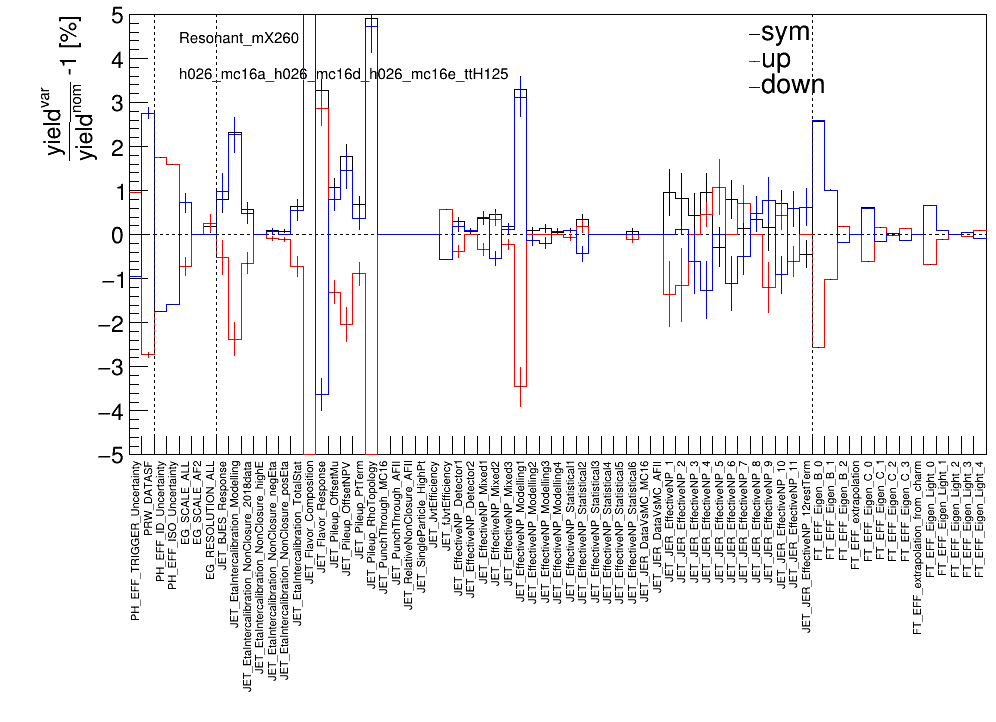 yield^var / yield^nom -1 [%]
5
4
3
2
1
0
−1
−2
−3
−4
−5
Resonant_mX260
h026_mc16a_h026_mc16d_h026_mc16e_ttH125
sym
up
down
PH_EFF_TRIGGER_Uncertainty
PRW_DATASF
PH_EFF_ID_Uncertainty
PH_EFF_ISO_Uncertainty
EG_SCALE_ALL
EG_SCALE_AF2
EG_RESOLUTION_ALL
JET_BJES_Response
JET_EtaIntercalibration_Modelling
JET_EtaIntercalibration_NonClosure_2018data
JET_EtaIntercalibration_NonClosure_highE
JET_EtaIntercalibration_NonClosure_negEta
JET_EtaIntercalibration_NonClosure_posEta
JET_EtaIntercalibration_TotalStat
JET_Flavor_Composition
JET_Flavor_Response
JET_Pileup_OffsetMu
JET_Pileup_OffsetNPV
JET_Pileup_PtTerm
JET_Pileup_RhoTopology
JET_PunchThrough_MC16
JET_PunchThrough_AFII
JET_RelativeNonClosure_AFII
JET_SingleParticle_HighPt
JET_JvtEfficiency
JET_fJvtEfficiency
JET_EffectiveNP_Detector1
JET_EffectiveNP_Detector2
JET_EffectiveNP_Mixed1
JET_EffectiveNP_Mixed2
JET_EffectiveNP_Mixed3
JET_EffectiveNP_Modelling1
JET_EffectiveNP_Modelling2
JET_EffectiveNP_Modelling3
JET_EffectiveNP_Modelling4
JET_EffectiveNP_Statistical1
JET_EffectiveNP_Statistical2
JET_EffectiveNP_Statistical3
JET_EffectiveNP_Statistical4
JET_EffectiveNP_Statistical5
JET_EffectiveNP_Statistical6
JET_JER_DataVsMC_MC16
JET_JER_DataVsMC_AFII
JET_JER_EffectiveNP_1
JET_JER_EffectiveNP_2
JET_JER_EffectiveNP_3
JET_JER_EffectiveNP_4
JET_JER_EffectiveNP_5
JET_JER_EffectiveNP_6
JET_JER_EffectiveNP_7
JET_JER_EffectiveNP_8
JET_JER_EffectiveNP_9
JET_JER_EffectiveNP_10
JET_JER_EffectiveNP_11
JET_JER_EffectiveNP_12restTerm
FT_EFF_Eigen_B_0
FT_EFF_Eigen_B_1
FT_EFF_Eigen_B_2
FT_EFF_extrapolation
FT_EFF_Eigen_C_0
FT_EFF_Eigen_C_1
FT_EFF_Eigen_C_2
FT_EFF_Eigen_C_3
FT_EFF_extrapolation_from_charm
FT_EFF_Eigen_Light_0
FT_EFF_Eigen_Light_1
FT_EFF_Eigen_Light_2
FT_EFF_Eigen_Light_3
FT_EFF_Eigen_Light_4